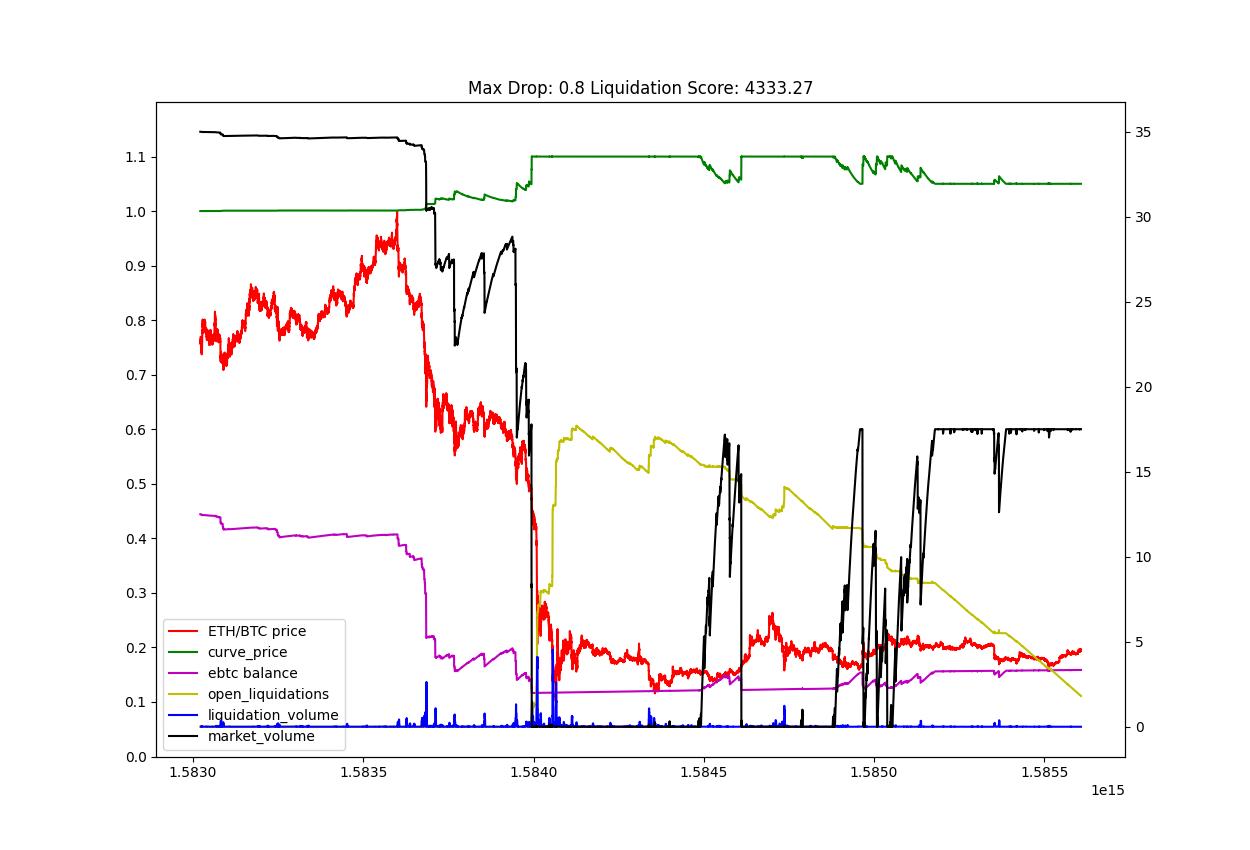 Max Drop: 0.8 Liquidation Score: 4333.27
1.1
1.0
0.9
0.8
0.7
0.6
0.5
0.4
0.3
0.2
0.1
0.0
35
30
25
20
15
10
5
0
ETH/BTC price
curve_price
ebtc balance
open_liquidations
liquidation_volume
market_volume
1.5830 1.5835 1.5840 1.5845 1.5850 1.5855
1e15